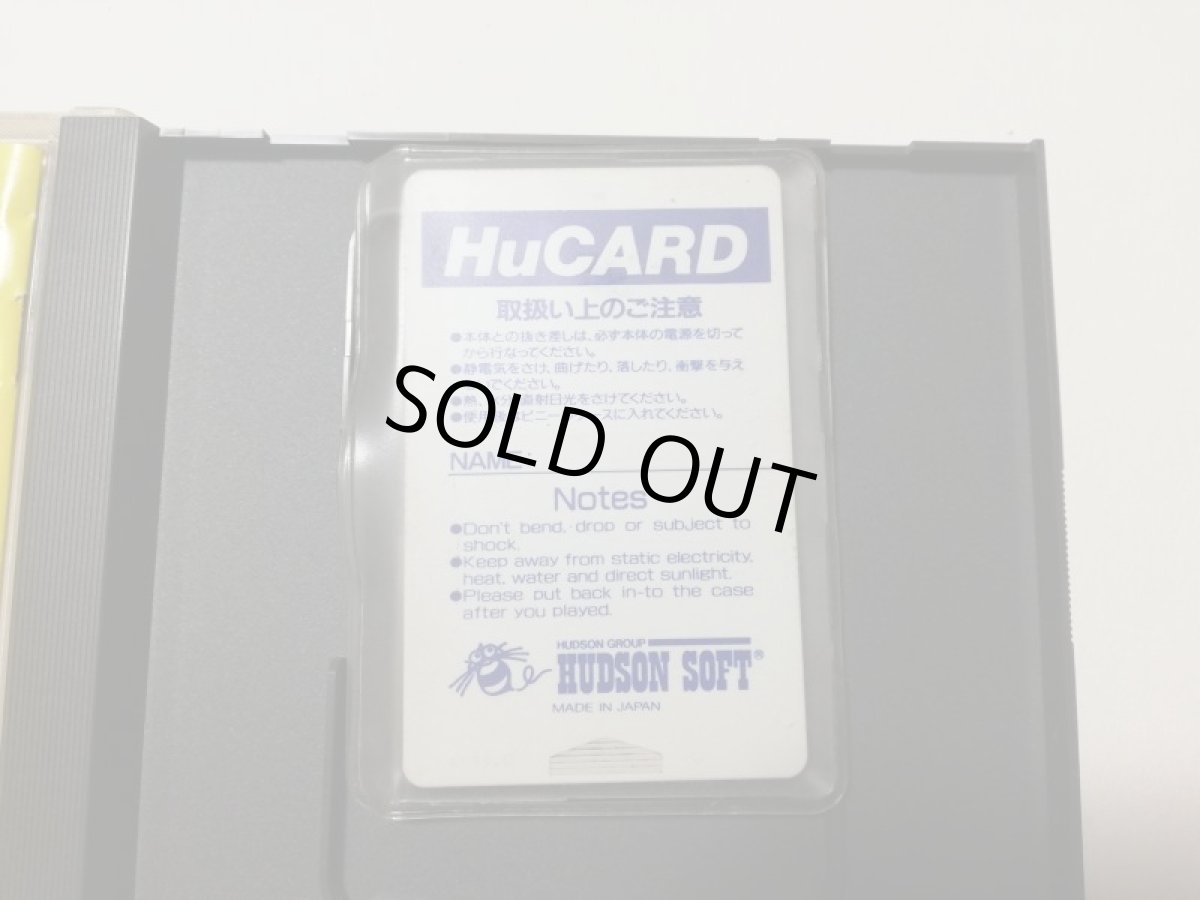 HuCARD
取扱い上のご注意
●本体との抜き差しは、必ず本体の電源を切って
から行なってください。
●静電気をさけ、曲げたり、落したり、衝撃を与え
でください。
●熱、直射日光をさけてください。
●使用に入れてください。
SOLD OUT
NAME
Notes
●Don't bend, drop or subject to
shock.
●Keep away from static electricity,
heat, water and direct sunlight.
●Please put back in-to the case
after you played.
HUDSON GROUP
HUDSON SOFT®
MADE IN JAPAN